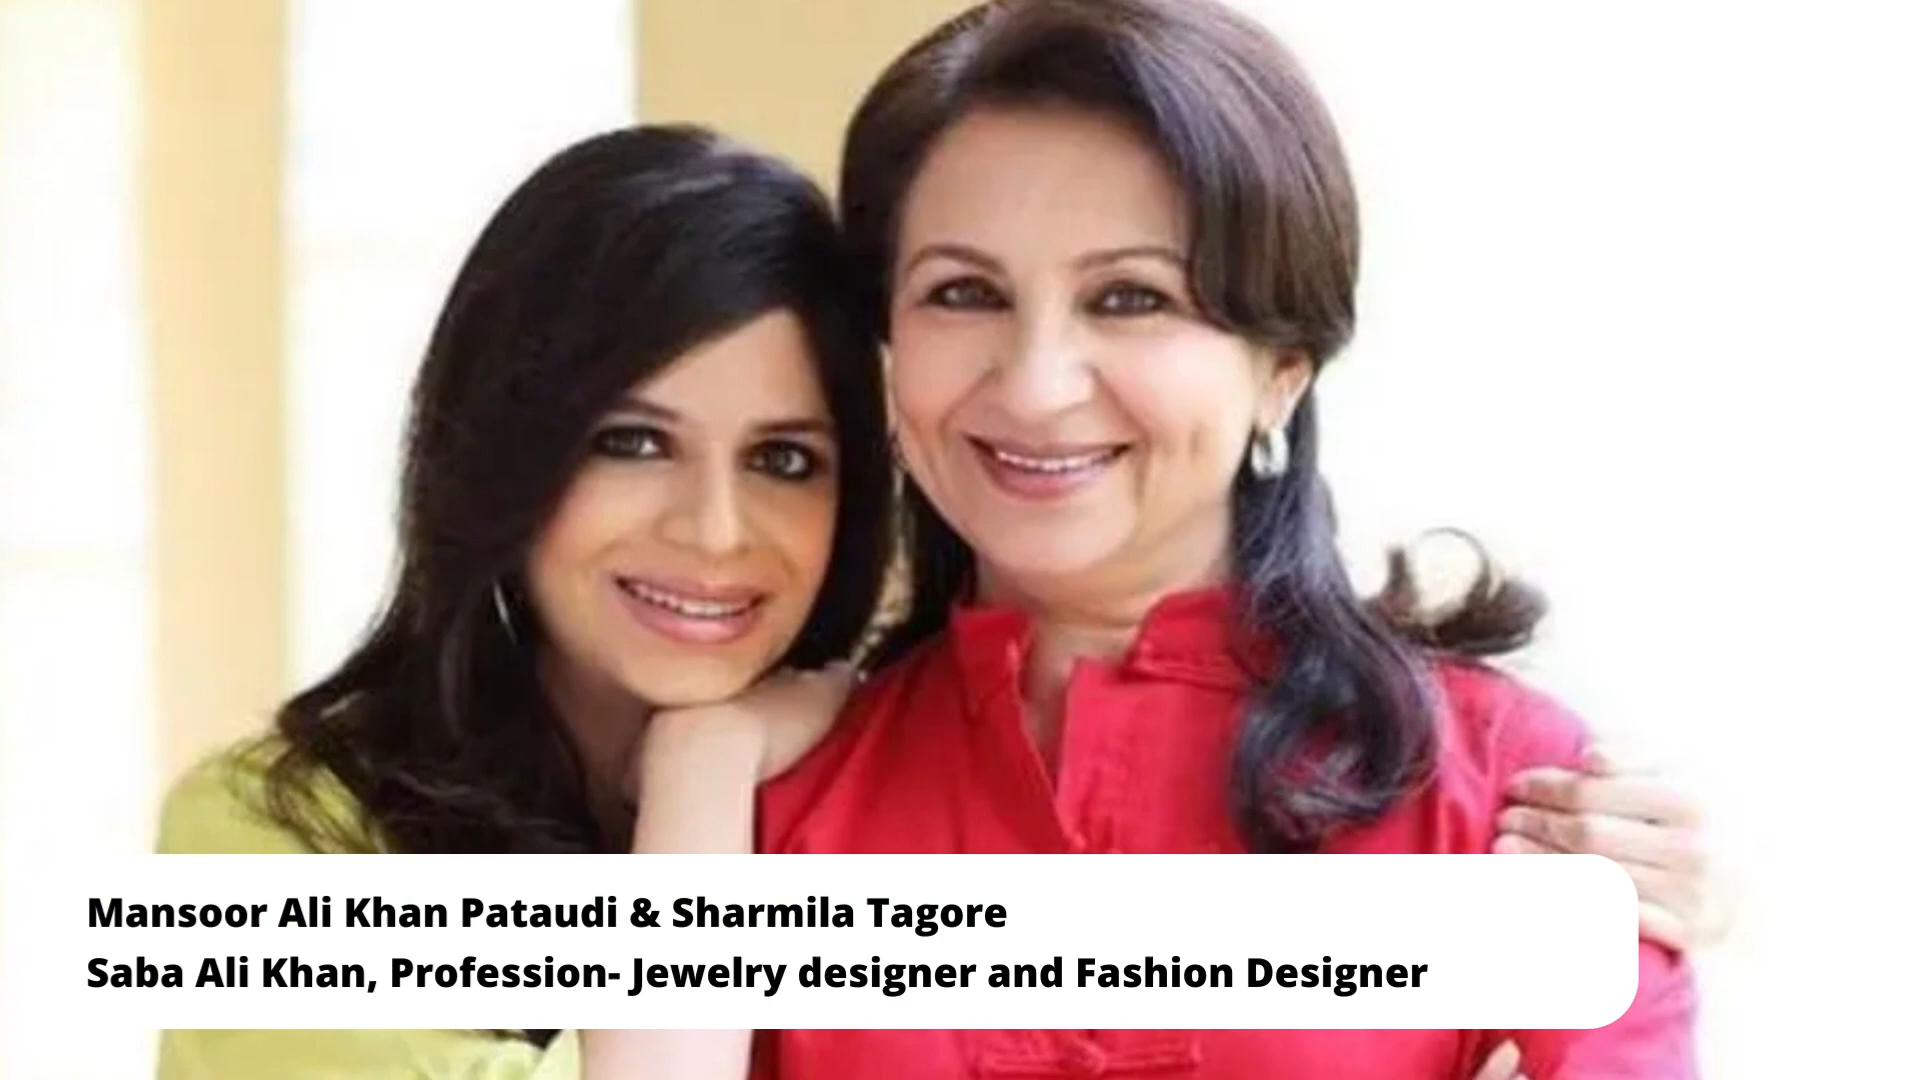 Mansoor Ali Khan Pataudi & Sharmila Tagore
Saba Ali Khan, Profession- Jewelry designer and Fashion Designer